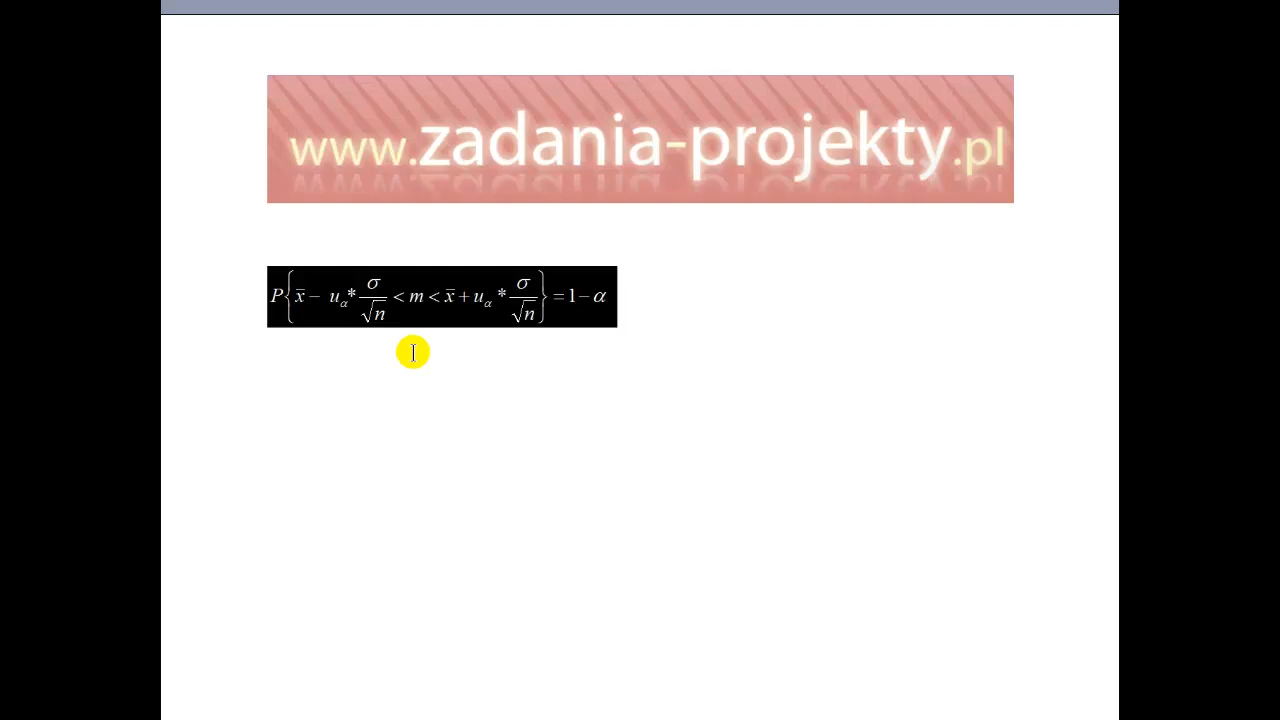 www.zadania-projekty.pl
P{x̄ − u_α * σ/√n < m < x̄ + u_α * σ/√n} = 1 − α